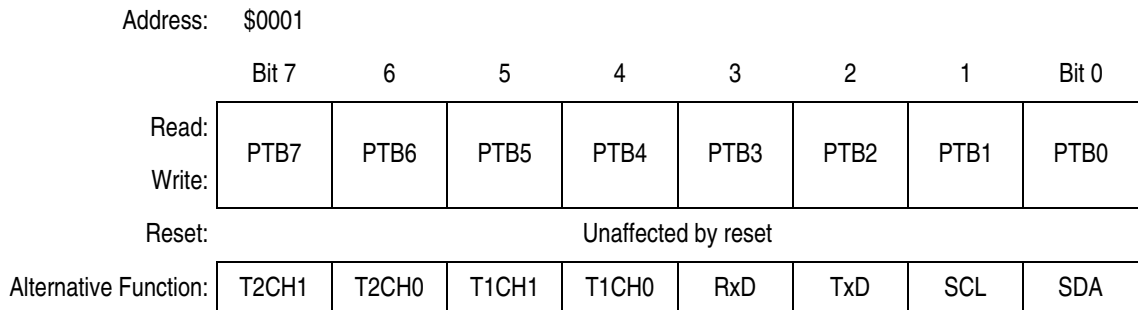 Address: $0001
Bit 7 6 5 4 3 2 1 Bit 0
Read:
PTB7 PTB6 PTB5 PTB4 PTB3 PTB2 PTB1 PTB0
Write:
Reset: Unaffected by reset
Alternative Function: T2CH1 T2CH0 T1CH1 T1CH0 RxD TxD SCL SDA